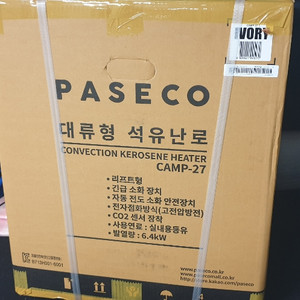 IVORY
PASECO
대류형 석유난로
CONVECTION KEROSENE HEATER
CAMP-27
• 리프트형
• 긴급 소화 장치
• 자동 전도 소화 안전장치
• 전자점화방식(고전압방전)
• CO2 센서 장착
• 사용연료 : 실내용등유
• 발열량 : 6.4kW
www.paseco.net